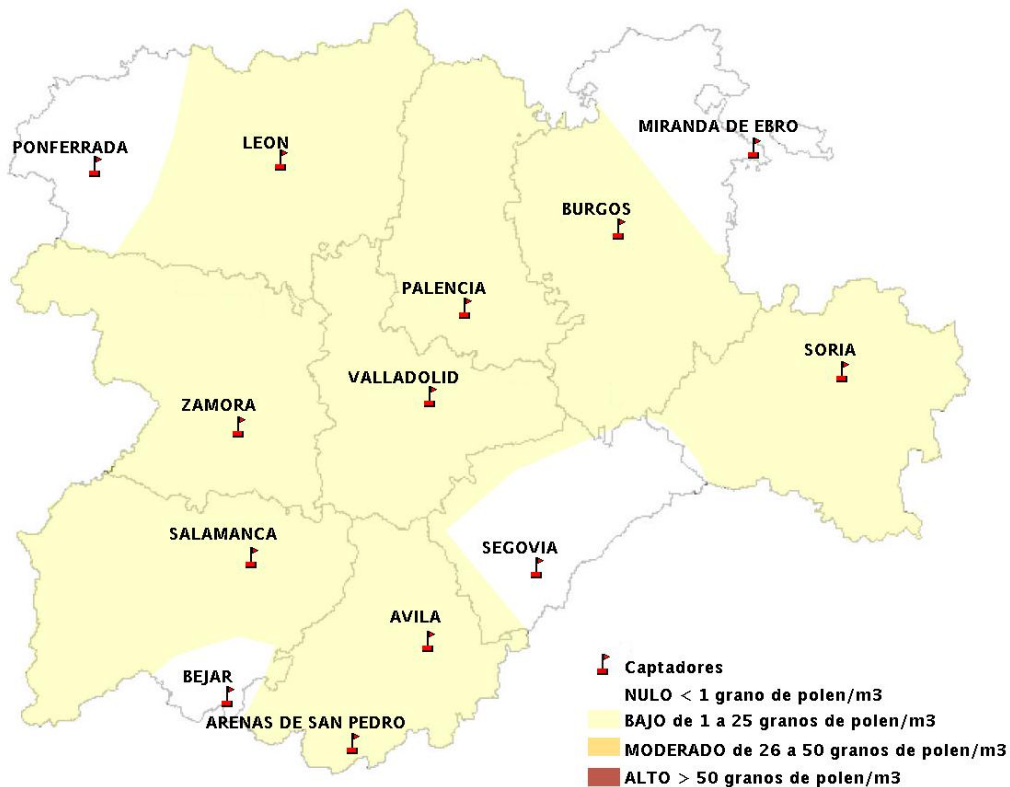 MIRANDA DE EBRO
PONFERRADA
LEON
BURGOS
PALENCIA
SORIA
VALLADOLID
ZAMORA
SALAMANCA
SEGOVIA
AVILA
BEJAR
ARENAS DE SAN PEDRO
Captadores
NULO < 1 grano de polen/m3
BAJO de 1 a 25 granos de polen/m3
MODERADO de 26 a 50 granos de polen/m3
ALTO > 50 granos de polen/m3